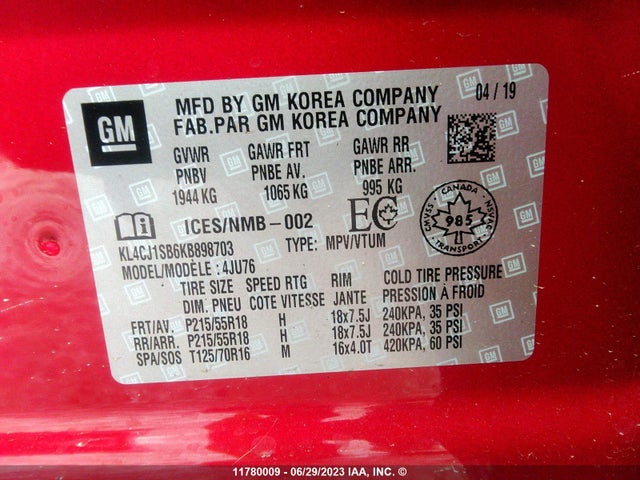 GM
MFD BY GM KOREA COMPANY
FAB.PAR GM KOREA COMPANY
04 / 19
GVWR GAWR FRT GAWR RR
PNBV PNBE AV. PNBE ARR.
1944 KG 1065 KG 995 KG
i ICES/NMB-002 EC
CANADA
CMVSS 985 NSVAC
TRANSPORT
KL4CJ1SB6KB898703 TYPE: MPV/VTUM
MODEL/MODÈLE : 4JU76
TIRE SIZE SPEED RTG RIM COLD TIRE PRESSURE
DIM. PNEU COTE VITESSE JANTE PRESSION À FROID
FRT/AV. P215/55R18 H 18x7.5J 240KPA, 35 PSI
RR/ARR. P215/55R18 H 18x7.5J 240KPA, 35 PSI
SPA/SOS T125/70R16 M 16x4.0T 420KPA, 60 PSI
11780009 - 06/29/2023 IAA, INC. ©